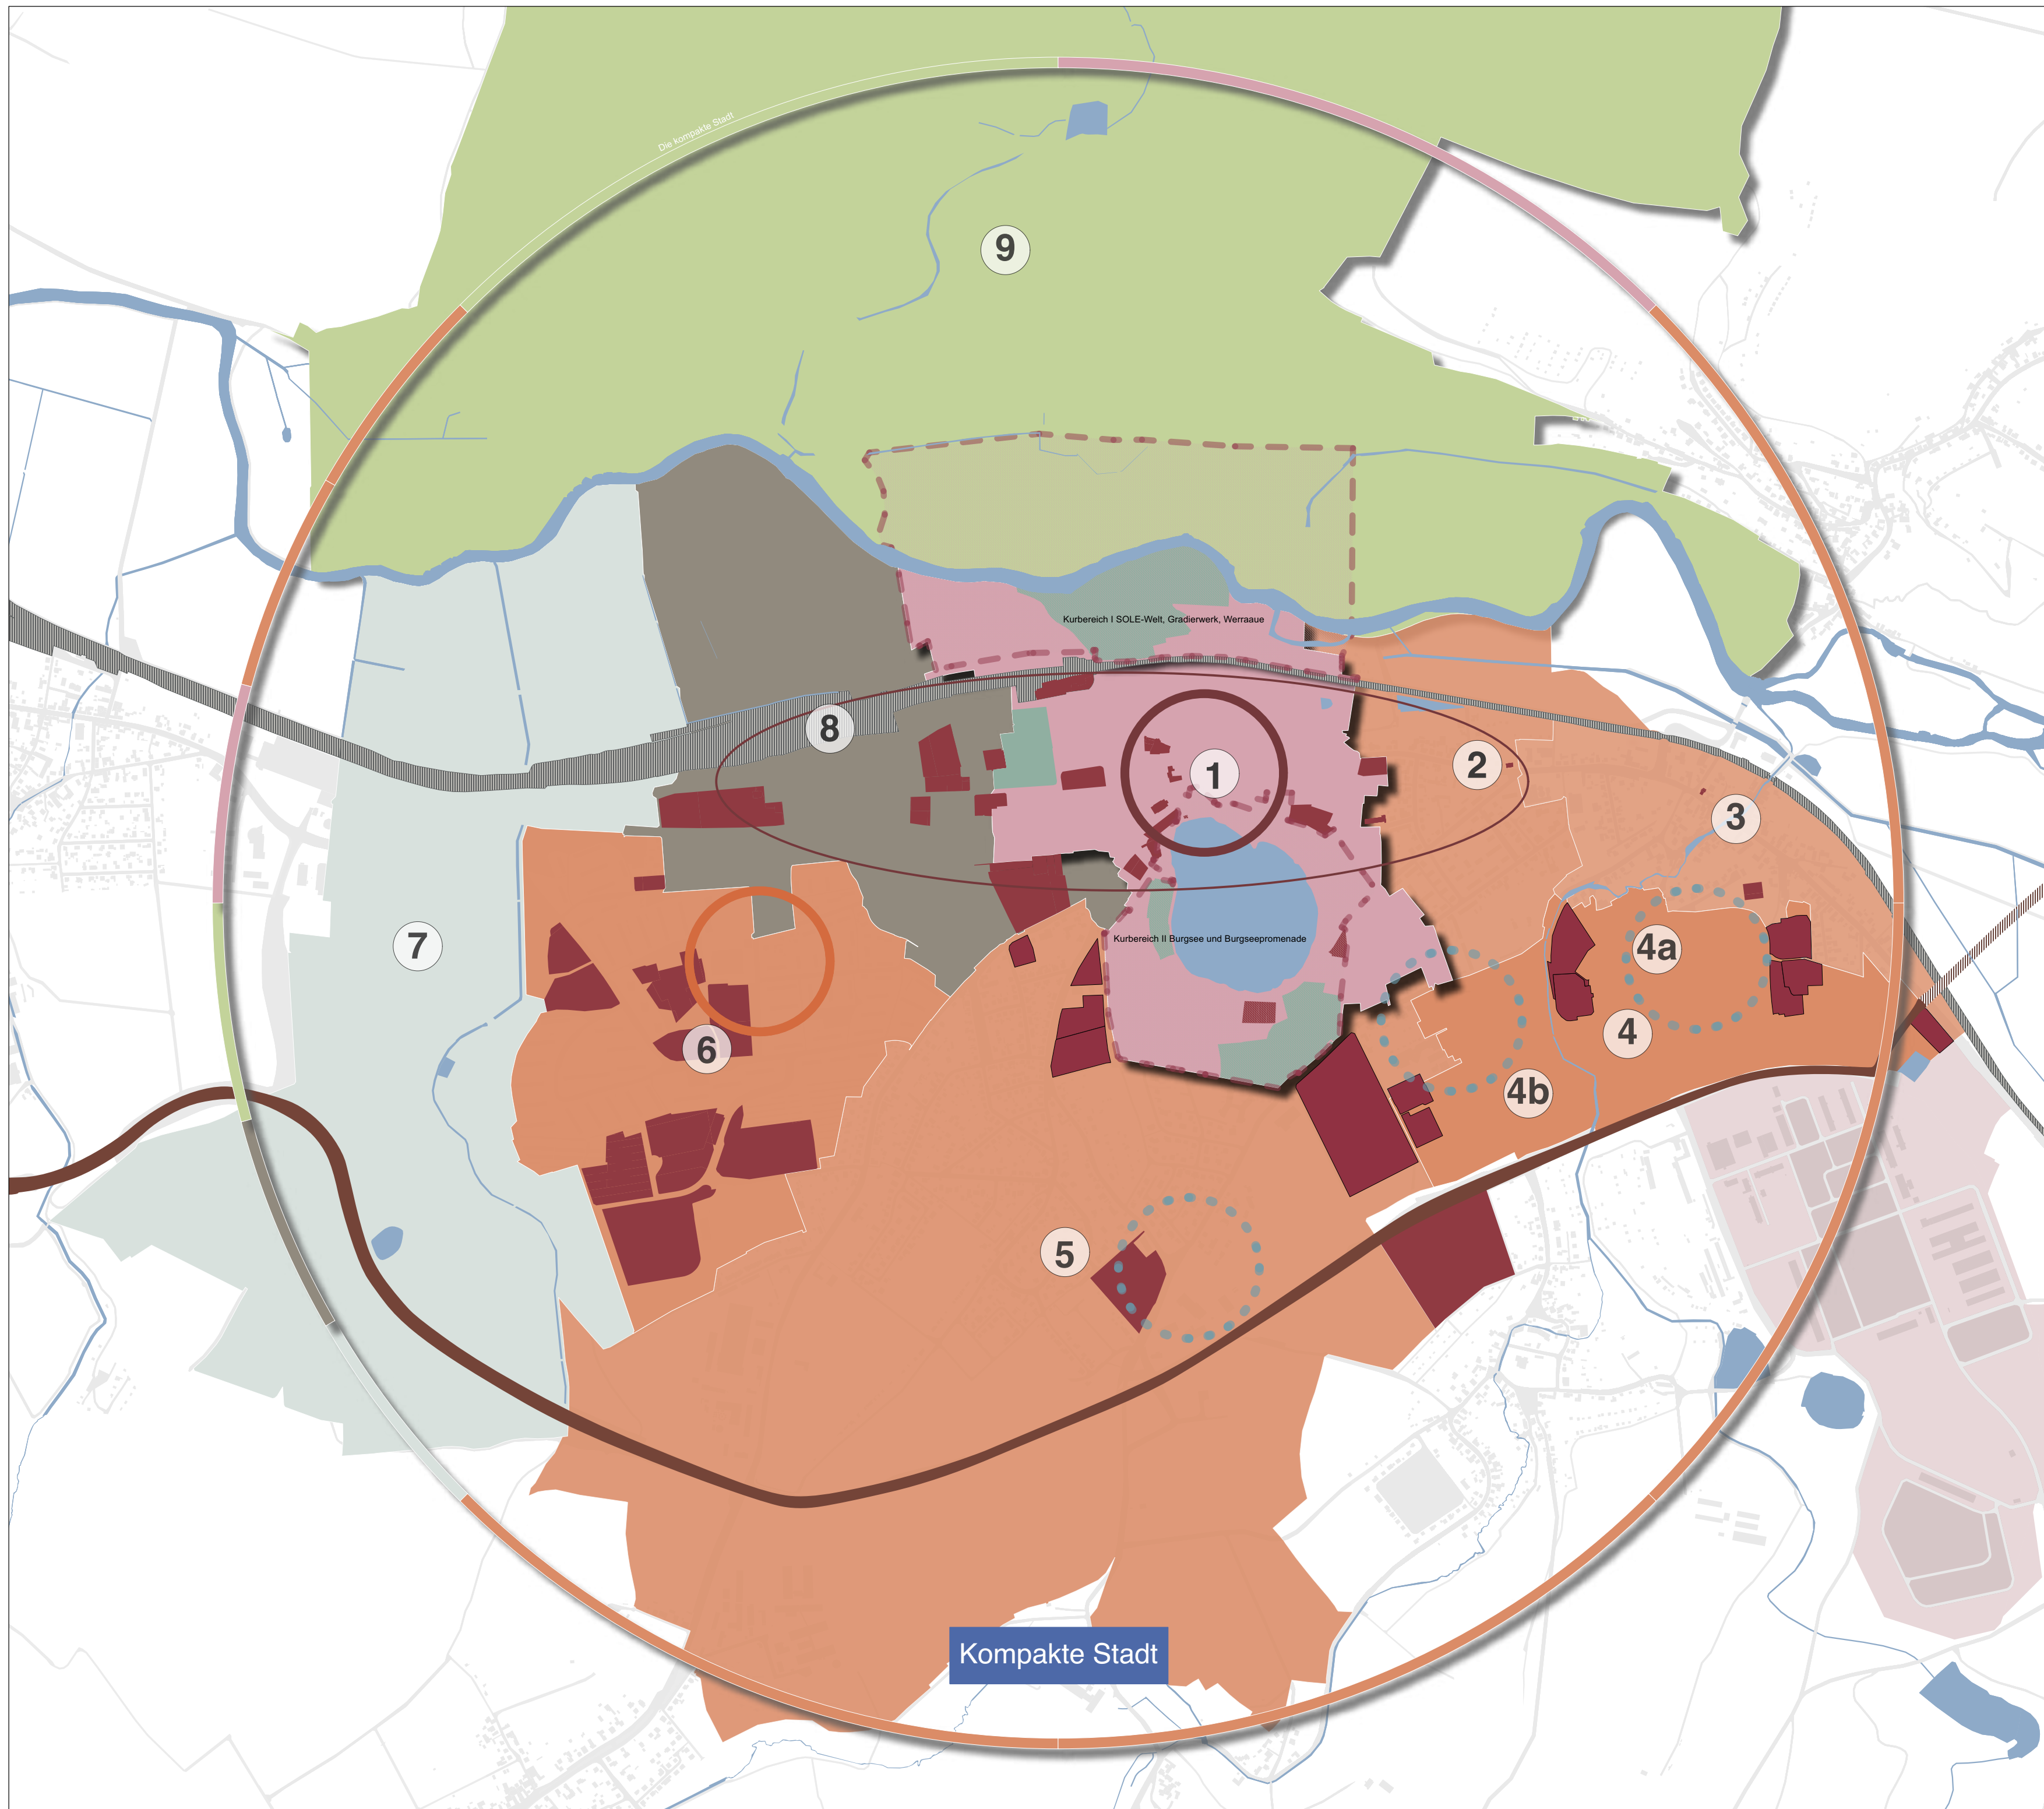 Die kompakte Stadt
9
Kurbereich I SOLE-Welt, Gradierwerk, Werraaue
8
1
2
3
7
Kurbereich II Burgsee und Burgseepromenade
4a
4
6
4b
5
Kompakte Stadt